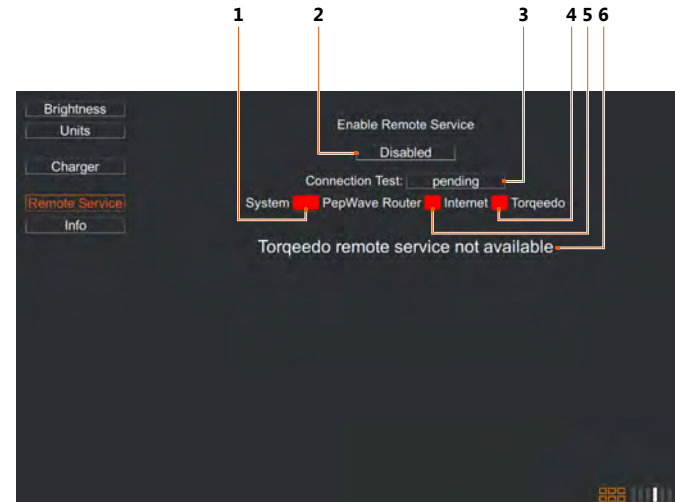 1 2 3 4 5 6
Brightness
Units
Charger
Remote Service
Info
Enable Remote Service
Disabled
Connection Test: pending
System PepWave Router Internet Torqeedo
Torqeedo remote service not available